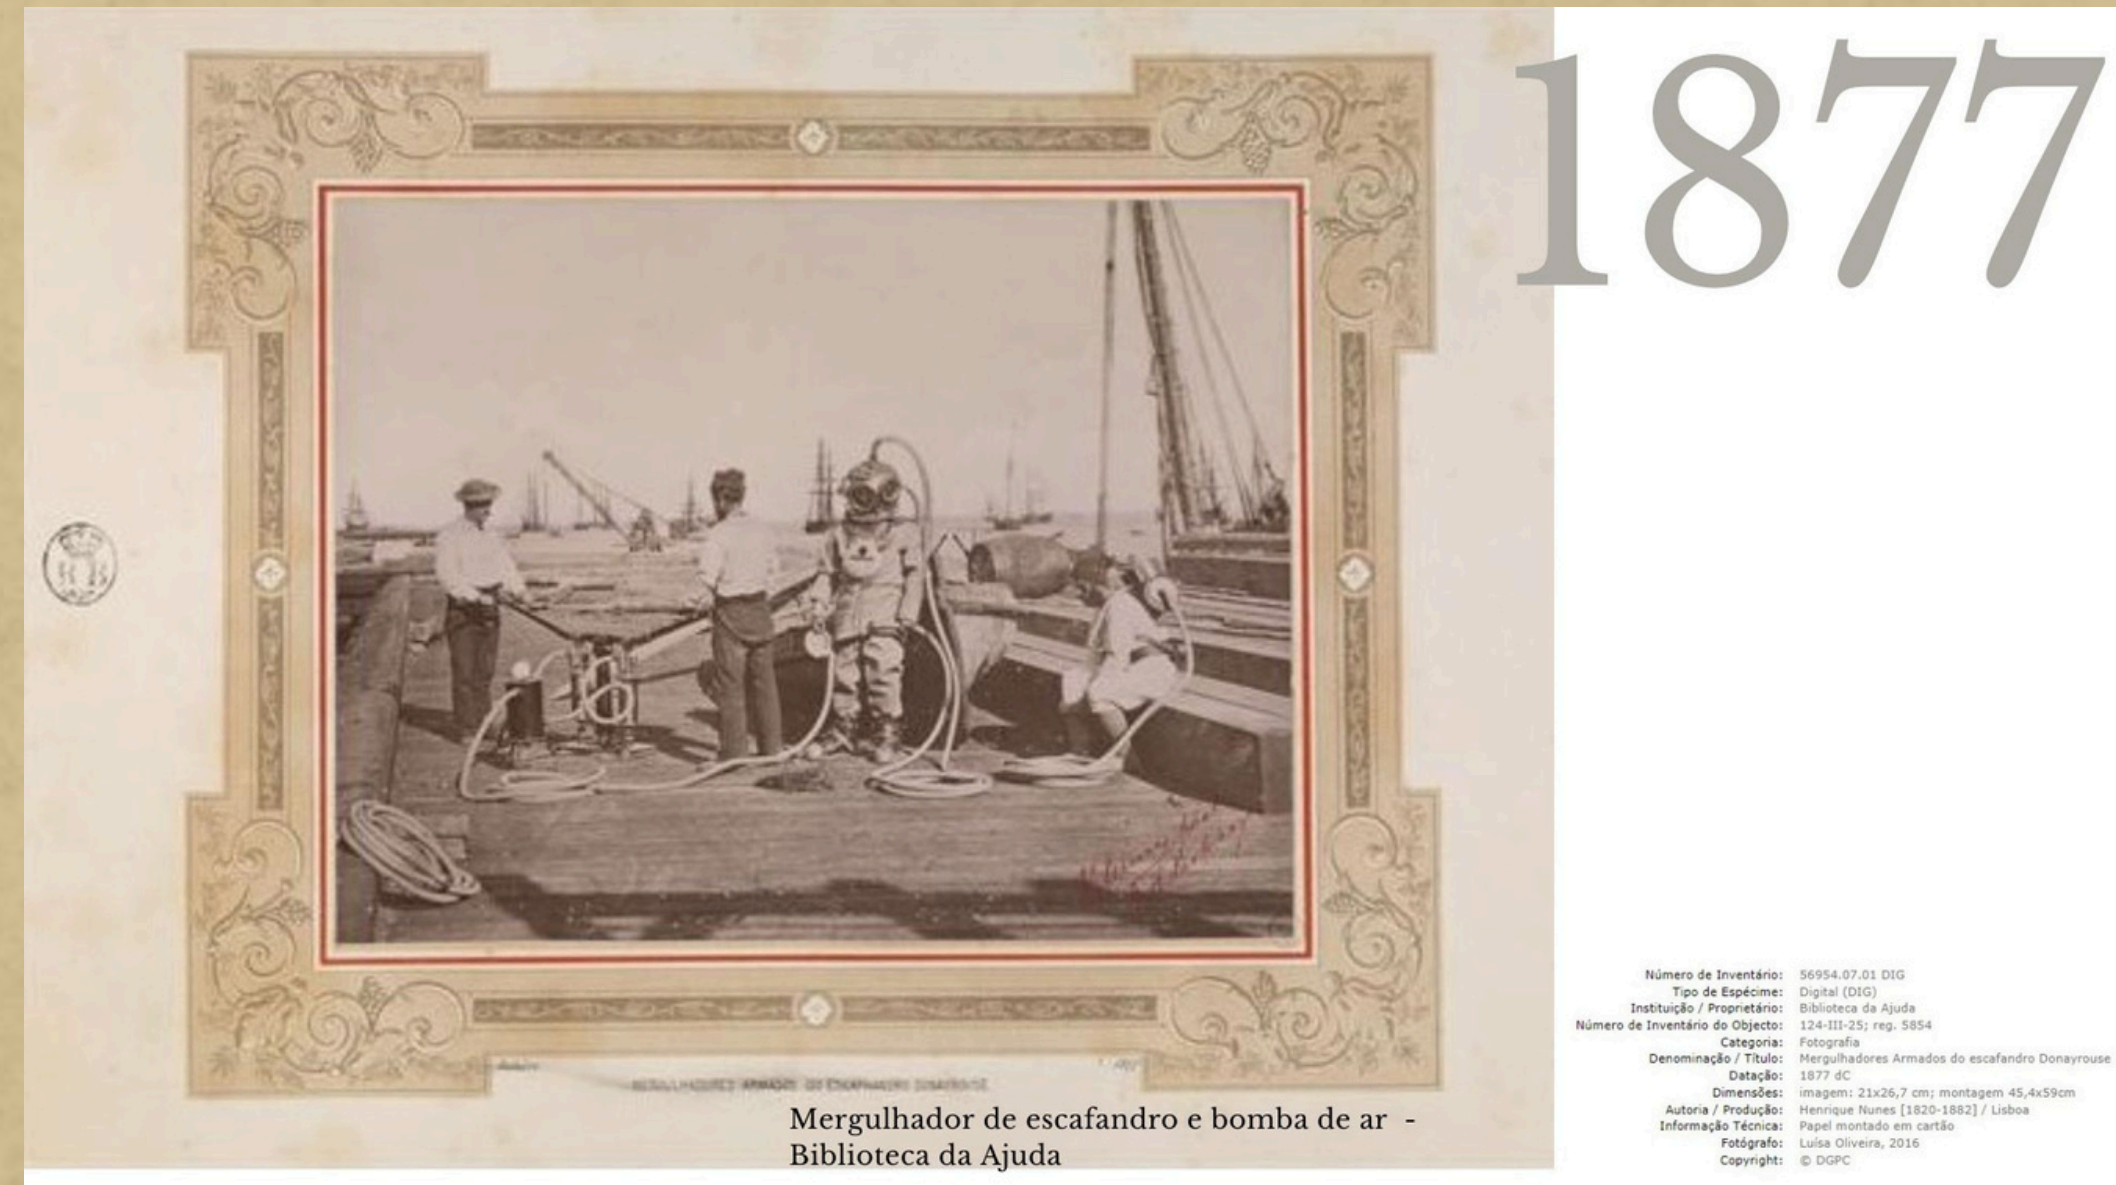 1877
MERGULHADORES ARMADOS DO ESCAPHANDRO
Mergulhador de escafandro e bomba de ar -
Biblioteca da Ajuda
Número de Inventário: 56954.07.01 DIG
Tipo de Espécime: Digital (DIG)
Instituição / Proprietário: Biblioteca da Ajuda
Número de Inventário do Objecto: 124-III-25; reg. 5854
Categoria: Fotografia
Denominação / Título: Mergulhadores Armados do escafandro Donayrouse
Datação: 1877 dC
Dimensões: imagem: 21x26,7 cm; montagem 45,4x59cm
Autoria / Produção: Henrique Nunes [1820-1882] / Lisboa
Informação Técnica: Papel montado em cartão
Fotógrafo: Luísa Oliveira, 2016
Copyright: © DGPC